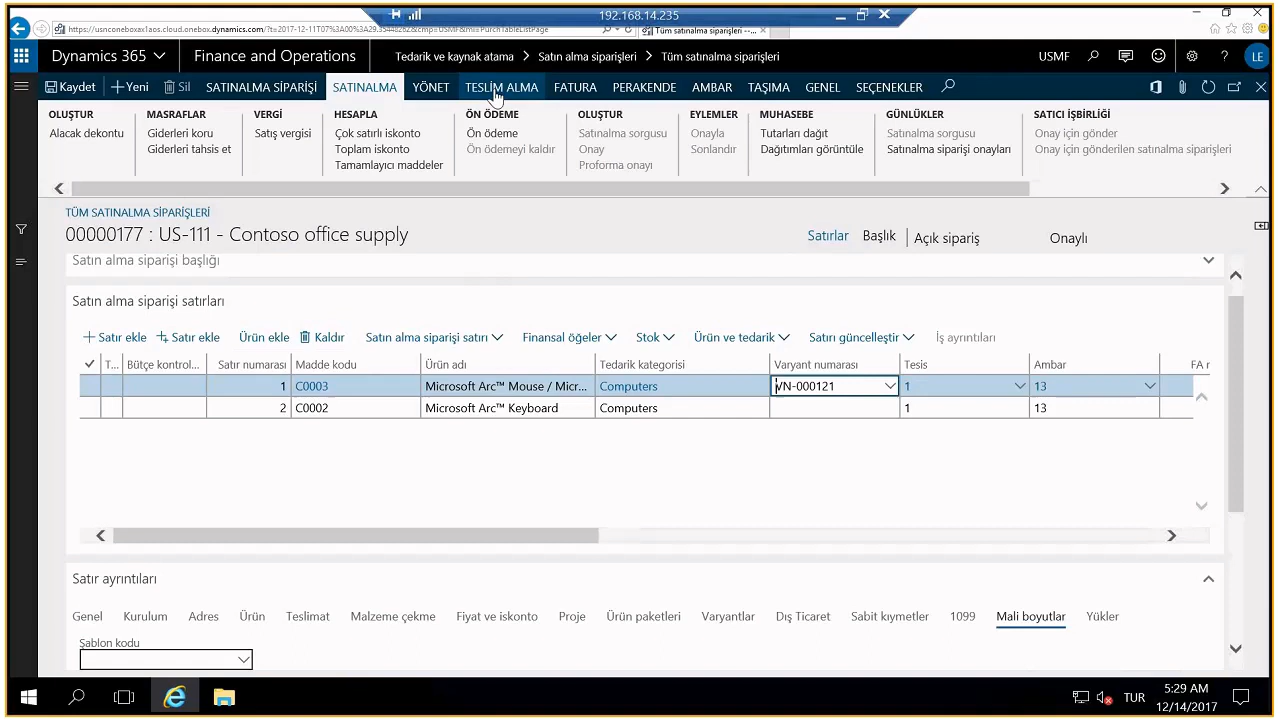 192.168.14.235
https://usnconeboxax1aos.cloud.onebox.dynamics.com/?
Tüm satınalma siparişleri --...
Dynamics 365
Finance and Operations
Tedarik ve kaynak atama > Satın alma siparişleri > Tüm satınalma siparişleri
USMF
LE
Kaydet
Yeni
Sil
SATINALMA SİPARİŞİ
SATINALMA
YÖNET
TESLİM ALMA
FATURA
PERAKENDE
AMBAR
TAŞIMA
GENEL
SEÇENEKLER
OLUŞTUR
Alacak dekontu
MASRAFLAR
Giderleri koru
Giderleri tahsis et
VERGİ
Satış vergisi
HESAPLA
Çok satırlı iskonto
Toplam iskonto
Tamamlayıcı maddeler
ÖN ÖDEME
Ön ödeme
Ön ödemeyi kaldır
OLUŞTUR
Satınalma sorgusu
Onay
Proforma onayı
EYLEMLER
Onayla
Sonlandır
MUHASEBE
Tutarları dağıt
Dağıtımları görüntüle
GÜNLÜKLER
Satınalma sorgusu
Satınalma siparişi onayları
SATICI İŞBİRLİĞİ
Onay için gönder
Onay için gönderilen satınalma siparişleri
TÜM SATINALMA SİPARİŞLERİ
00000177 : US-111 - Contoso office supply
Satırlar
Başlık
Açık sipariş
Onaylı
Satın alma siparişi başlığı
Satın alma siparişi satırları
Satır ekle
Satır ekle
Ürün ekle
Kaldır
Satın alma siparişi satırı
Finansal öğeler
Stok
Ürün ve tedarik
Satırı güncelleştir
İş ayrıntıları
T... Bütçe kontrol... Satır numarası Madde kodu Ürün adı Tedarik kategorisi Varyant numarası Tesis Ambar FA r
1 C0003 Microsoft Arc™ Mouse / Micr... Computers VN-000121 1 13
2 C0002 Microsoft Arc™ Keyboard Computers 1 13
Satır ayrıntıları
Genel
Kurulum
Adres
Ürün
Teslimat
Malzeme çekme
Fiyat ve iskonto
Proje
Ürün paketleri
Varyantlar
Dış Ticaret
Sabit kıymetler
1099
Mali boyutlar
Yükler
Şablon kodu
TUR
5:29 AM
12/14/2017